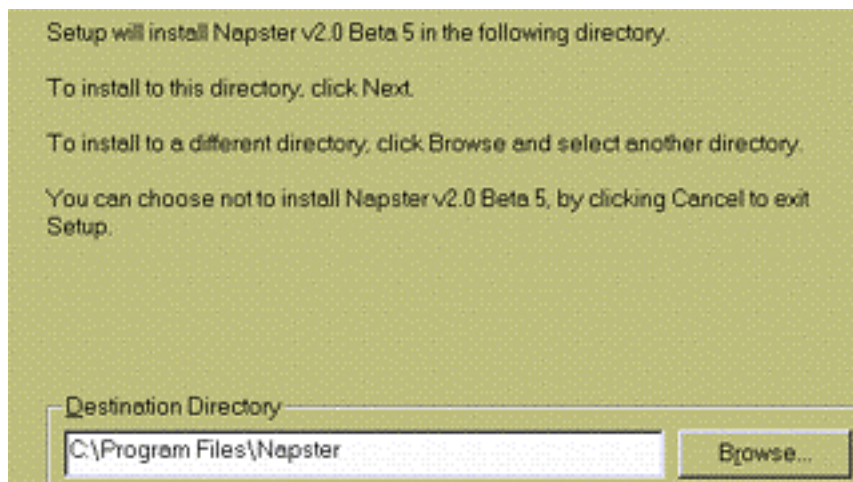 Setup will install Napster v2.0 Beta 5 in the following directory.
To install to this directory, click Next.
To install to a different directory, click Browse and select another directory.
You can choose not to install Napster v2.0 Beta 5, by clicking Cancel to exit
Setup.
Destination Directory
C:\Program Files\Napster
Browse...